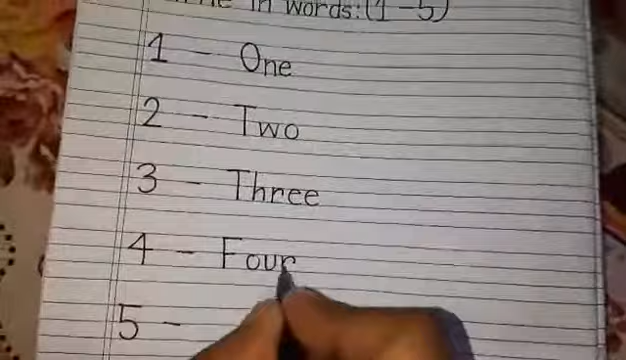 in words: (1-5)
1 - One
2 - Two
3 - Three
4 - Four
5 -